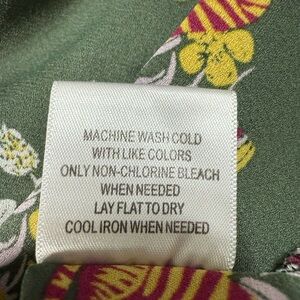 MACHINE WASH COLD
WITH LIKE COLORS
ONLY NON-CHLORINE BLEACH
WHEN NEEDED
LAY FLAT TO DRY
COOL IRON WHEN NEEDED